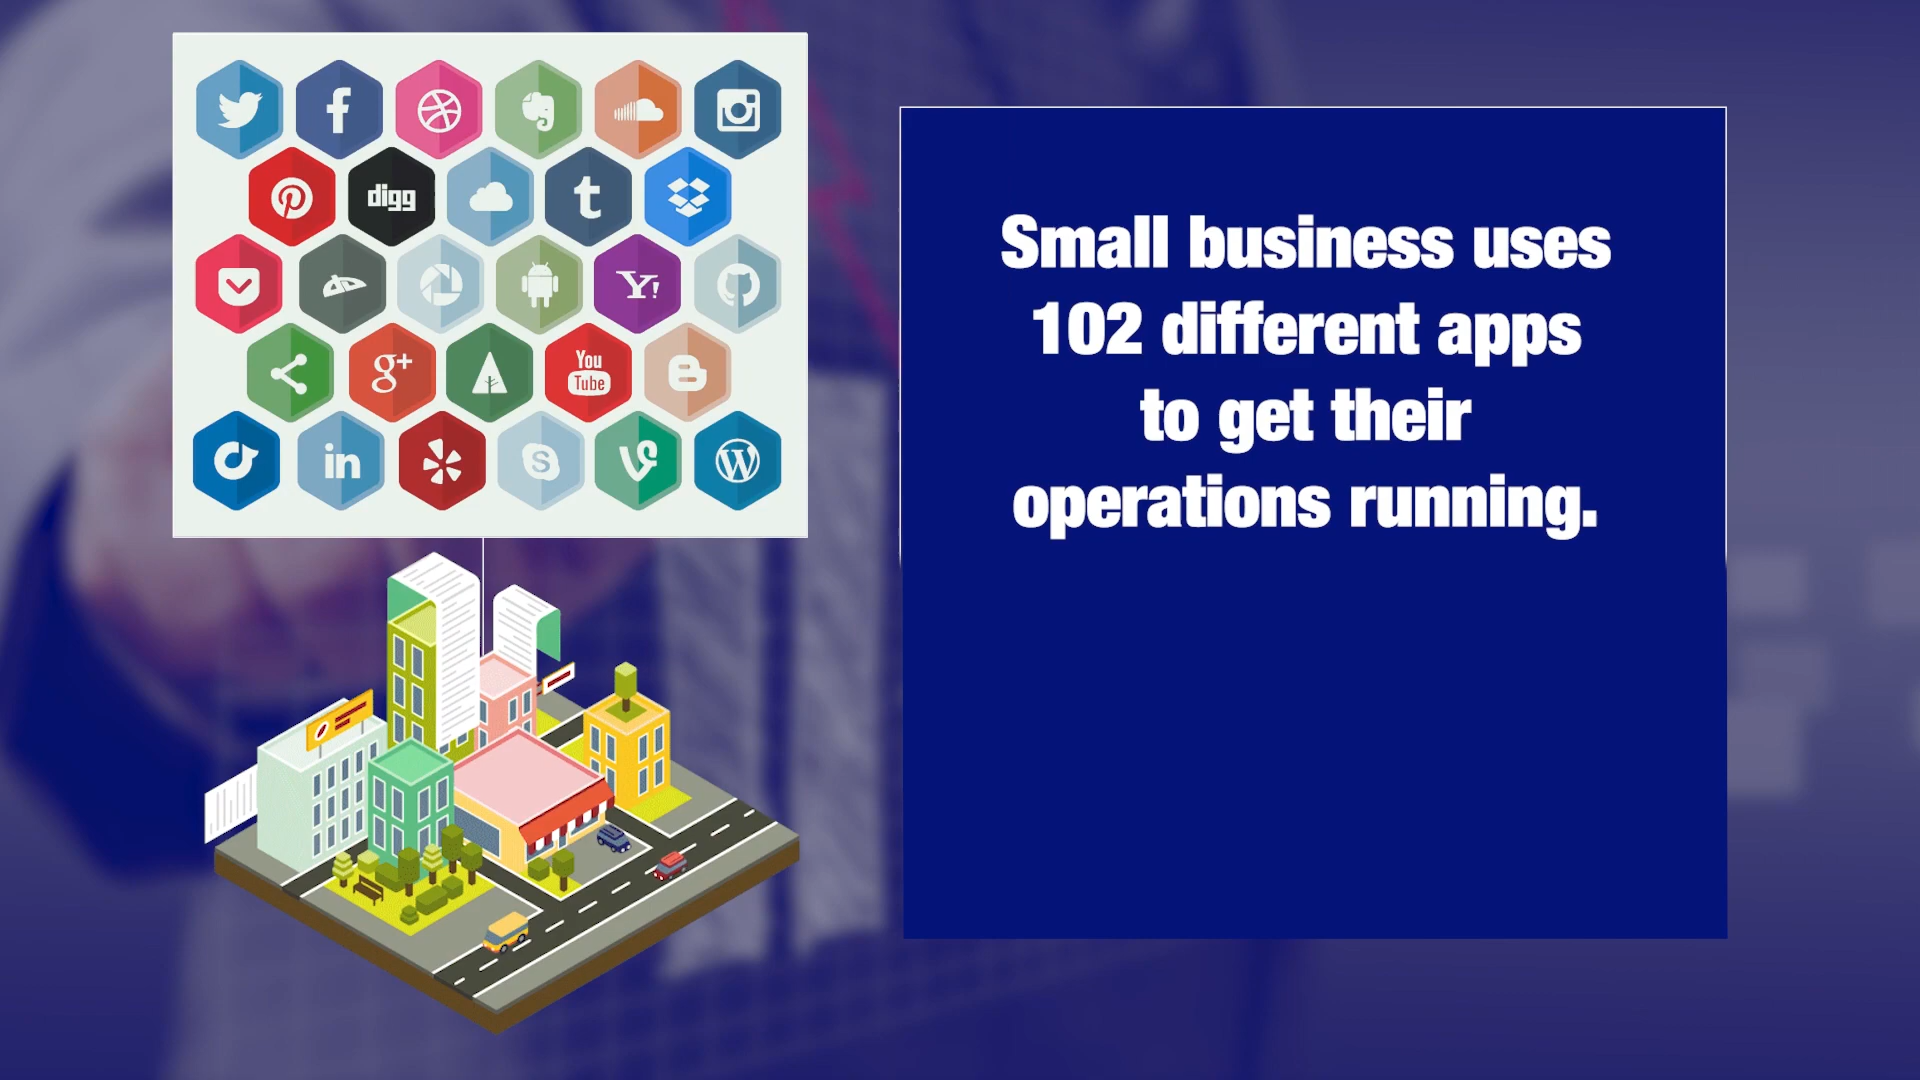 digg
t
Y!
g+
You
Tube
in
S
W
Small business uses
102 different apps
to get their
operations running.